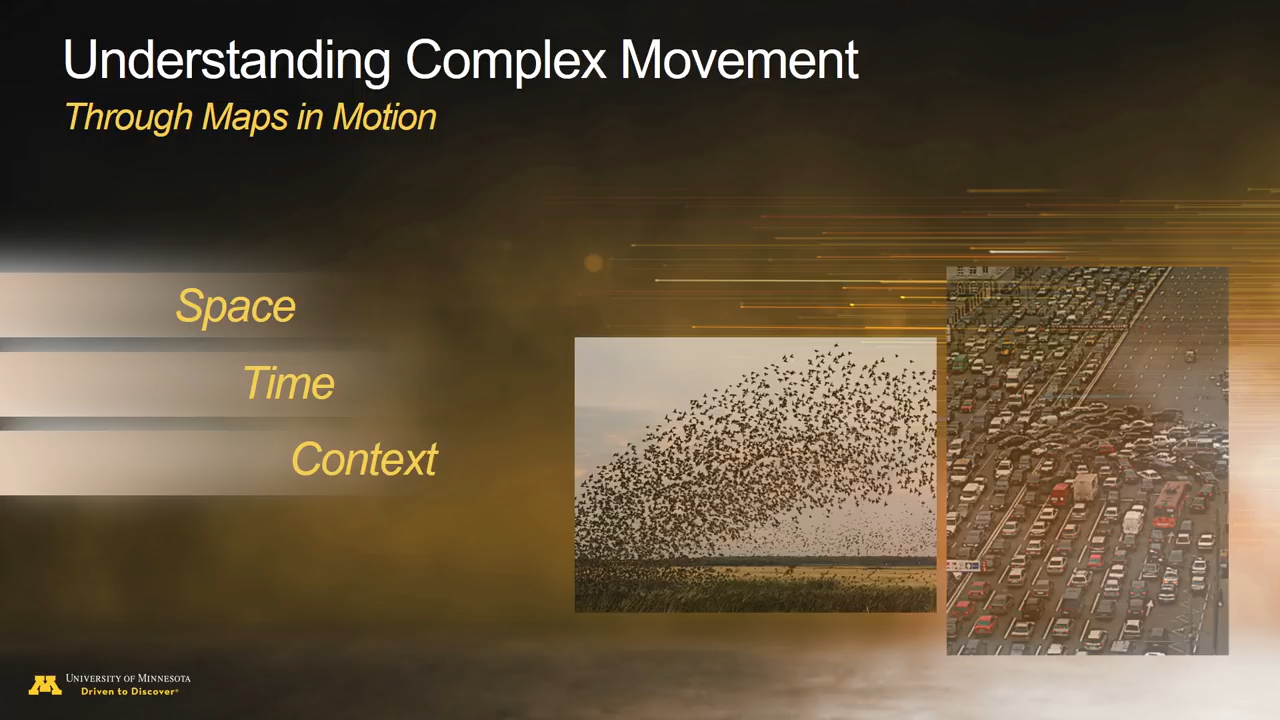 Understanding Complex Movement
Through Maps in Motion
Space
Time
Context
UNIVERSITY OF MINNESOTA
Driven to Discover®